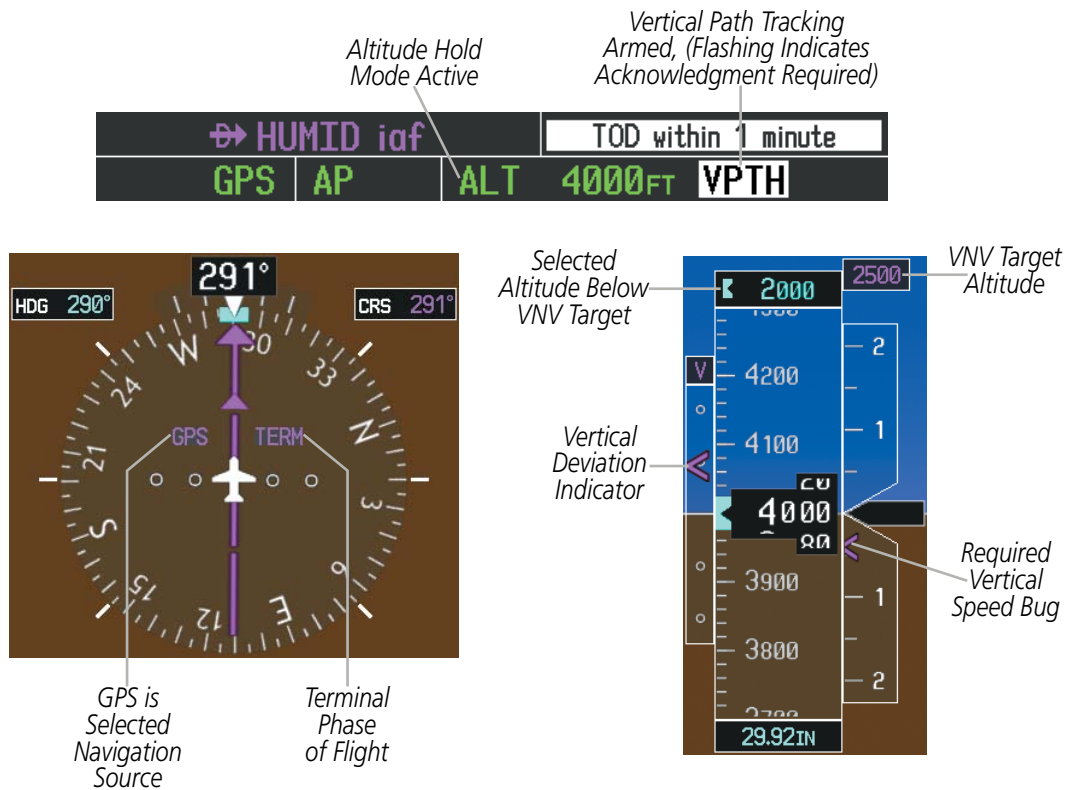 Altitude Hold
Mode Active
Vertical Path Tracking
Armed, (Flashing Indicates
Acknowledgment Required)
HUMID iaf
TOD within 1 minute
GPS AP ALT 4000FT VPTH
291°
HDG 290°
CRS 291°
W 30 33 N 3 6 E 12 15 S 21 24
GPS TERM
GPS is
Selected
Navigation
Source
Terminal
Phase
of Flight
Selected
Altitude Below
VNV Target
2000
2500
VNV Target
Altitude
V
4200
4100
4000
20
80
3900
3800
2
1
1
2
Vertical
Deviation
Indicator
Required
Vertical
Speed Bug
29.92IN